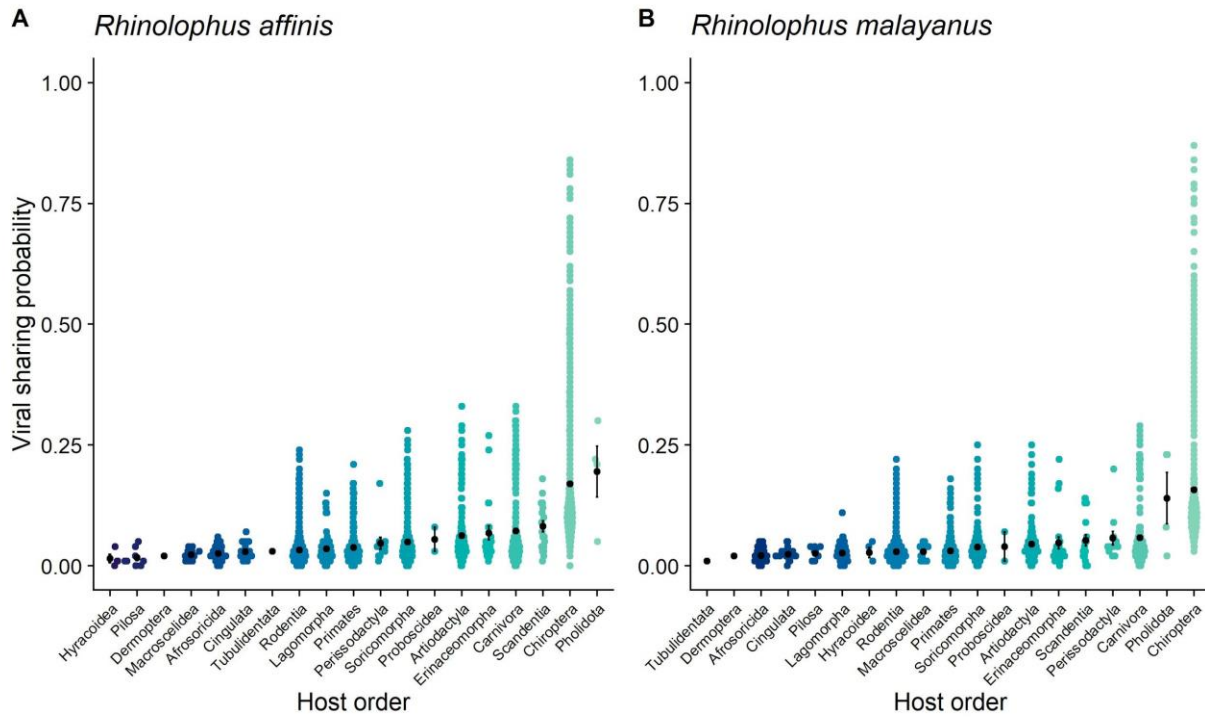 A
Rhinolophus affinis
Viral sharing probability
1.00
0.75
0.50
0.25
0.00
Hyracoidea
Pilosa
Dermoptera
Macroscelidea
Afrosoricida
Cingulata
Tubulidentata
Rodentia
Lagomorpha
Primates
Perissodactyla
Soricomorpha
Proboscidea
Artiodactyla
Erinaceomorpha
Carnivora
Scandentia
Chiroptera
Pholidota
Host order
B
Rhinolophus malayanus
1.00
0.75
0.50
0.25
0.00
Tubulidentata
Dermoptera
Afrosoricida
Cingulata
Pilosa
Lagomorpha
Hyracoidea
Rodentia
Macroscelidea
Primates
Soricomorpha
Proboscidea
Artiodactyla
Erinaceomorpha
Scandentia
Perissodactyla
Carnivora
Pholidota
Chiroptera
Host order